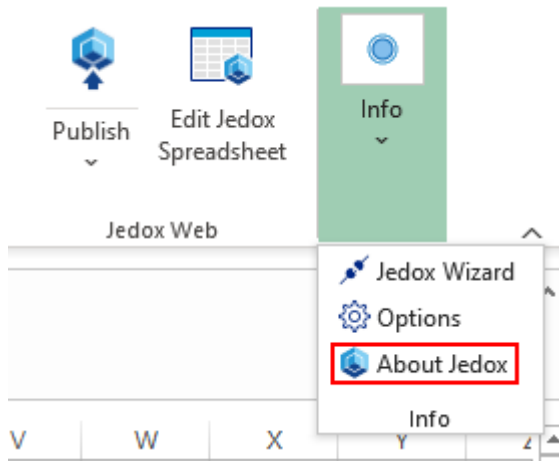 Publish
Edit Jedox
Spreadsheet
Info
Jedox Web
Jedox Wizard
Options
About Jedox
Info
V W X Y Z